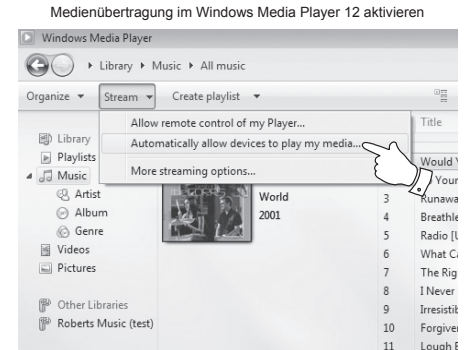 Medienübertragung im Windows Media Player 12 aktivieren
Windows Media Player
Library Music All music
Organize Stream Create playlist
Allow remote control of my Player...
Automatically allow devices to play my media...
More streaming options...
Title
Library
Playlists
Music
Artist
Album
Genre
Videos
Pictures
Other Libraries
Roberts Music (test)
World
2001
Would
Your
3 Runawa
4 Breathle
5 Radio [U
6 What Ca
7 The Rig
8 I Never
9 Irresistib
10 Forgiven
11 Lough E